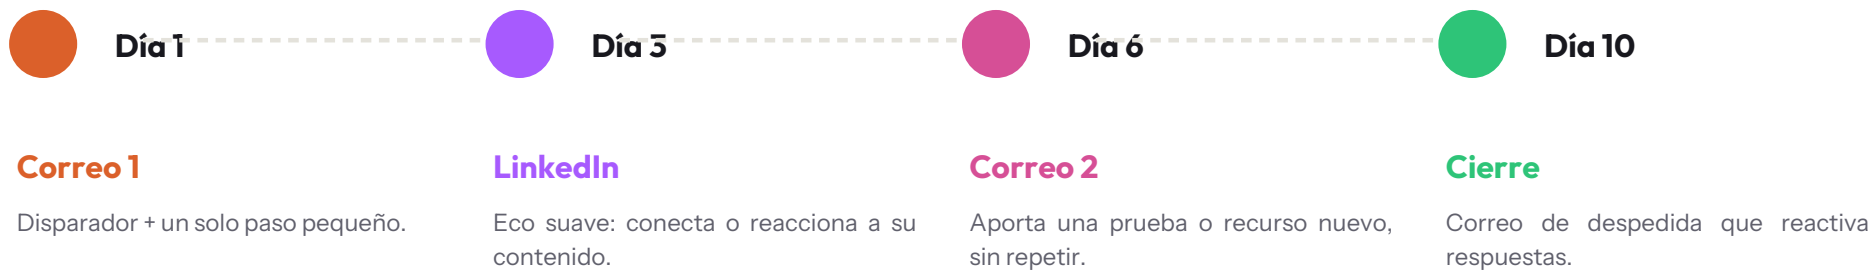 Día 1
Día 5
Día 6
Día 10
Correo 1
Disparador + un solo paso pequeño.
LinkedIn
Eco suave: conecta o reacciona a su
contenido.
Correo 2
Aporta una prueba o recurso nuevo,
sin repetir.
Cierre
Correo de despedida que reactiva
respuestas.